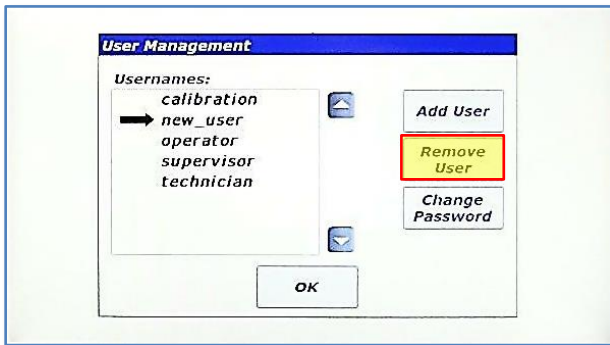 User Management
Usernames:
calibration
new_user
operator
supervisor
technician
Add User
Remove
User
Change
Password
OK